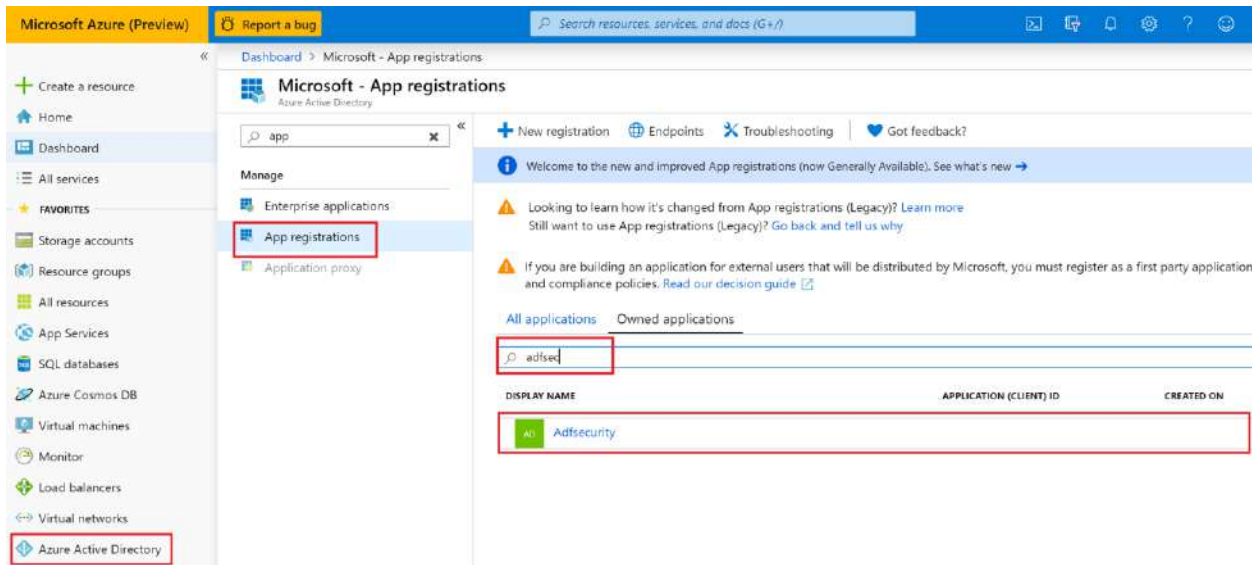 Microsoft Azure (Preview)
Report a bug
Search resources, services, and docs (G+/)
Dashboard > Microsoft - App registrations
Create a resource
Home
Dashboard
All services
FAVORITES
Storage accounts
Resource groups
All resources
App Services
SQL databases
Azure Cosmos DB
Virtual machines
Monitor
Load balancers
Virtual networks
Azure Active Directory
Microsoft - App registrations
Azure Active Directory
app
Manage
Enterprise applications
App registrations
Application proxy
New registration
Endpoints
Troubleshooting
Got feedback?
Welcome to the new and improved App registrations (now Generally Available). See what's new →
Looking to learn how it's changed from App registrations (Legacy)? Learn more
Still want to use App registrations (Legacy)? Go back and tell us why
If you are building an application for external users that will be distributed by Microsoft, you must register as a first party application
and compliance policies. Read our decision guide
All applications
Owned applications
adfsec
DISPLAY NAME
APPLICATION (CLIENT) ID
CREATED ON
AD
Adfsecurity